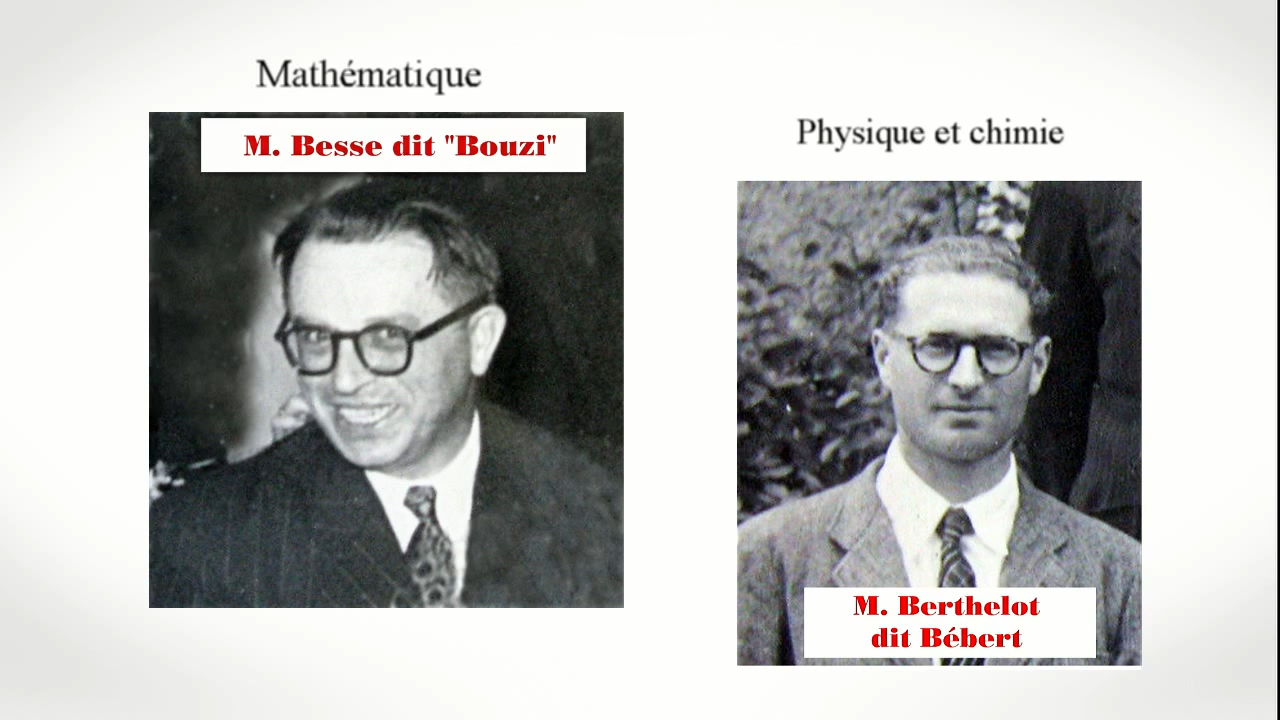 Mathématique
M. Besse dit "Bouzi"
Physique et chimie
M. Berthelot
dit Bébert